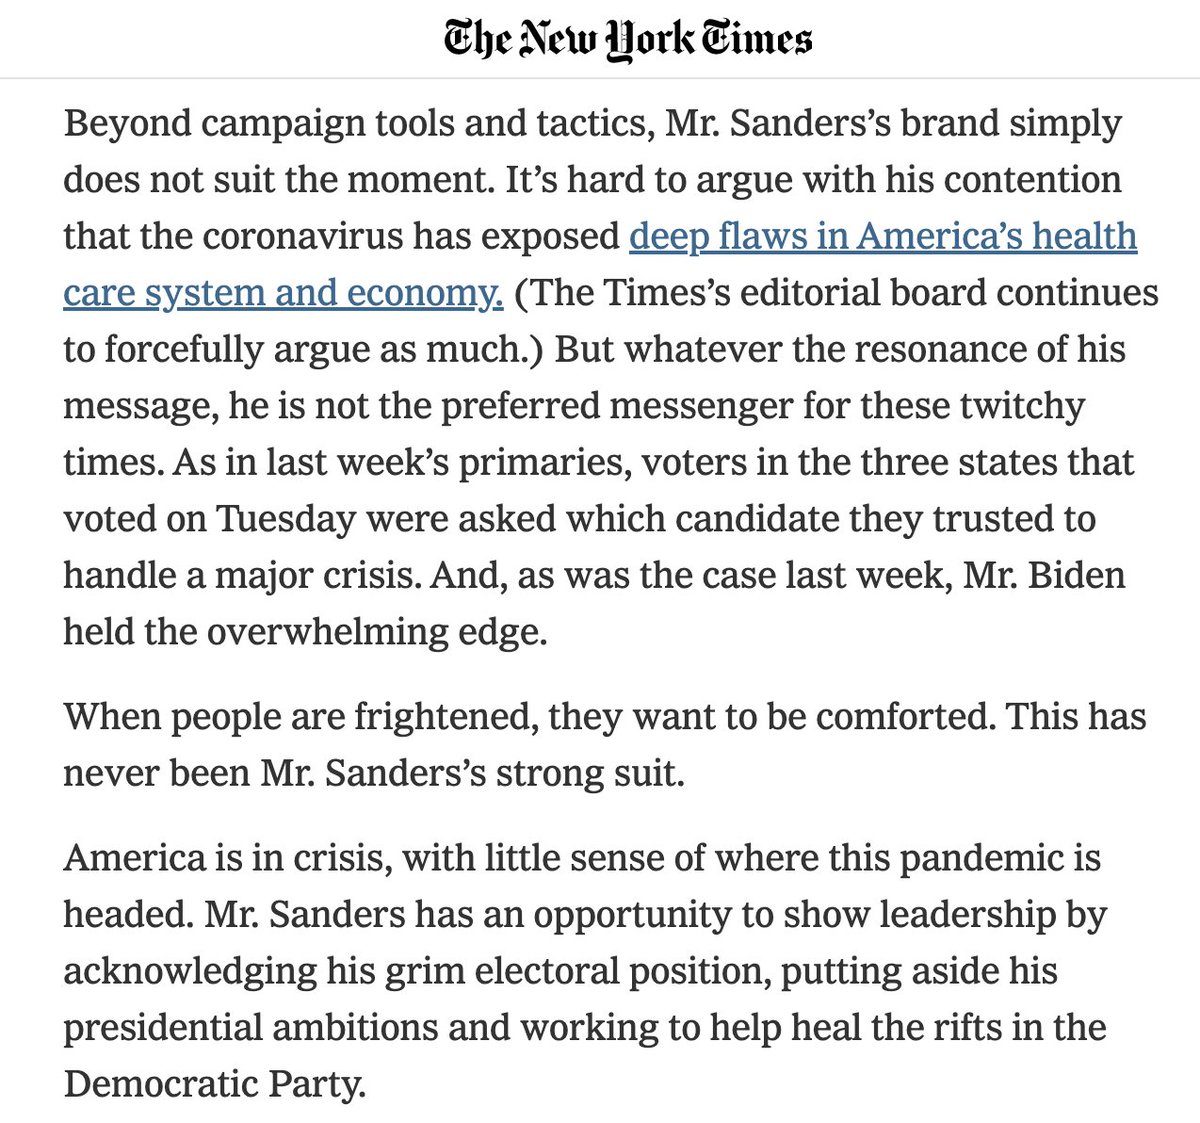 The New York Times
Beyond campaign tools and tactics, Mr. Sanders’s brand simply
does not suit the moment. It’s hard to argue with his contention
that the coronavirus has exposed deep flaws in America’s health
care system and economy. (The Times’s editorial board continues
to forcefully argue as much.) But whatever the resonance of his
message, he is not the preferred messenger for these twitchy
times. As in last week’s primaries, voters in the three states that
voted on Tuesday were asked which candidate they trusted to
handle a major crisis. And, as was the case last week, Mr. Biden
held the overwhelming edge.
When people are frightened, they want to be comforted. This has
never been Mr. Sanders’s strong suit.
America is in crisis, with little sense of where this pandemic is
headed. Mr. Sanders has an opportunity to show leadership by
acknowledging his grim electoral position, putting aside his
presidential ambitions and working to help heal the rifts in the
Democratic Party.